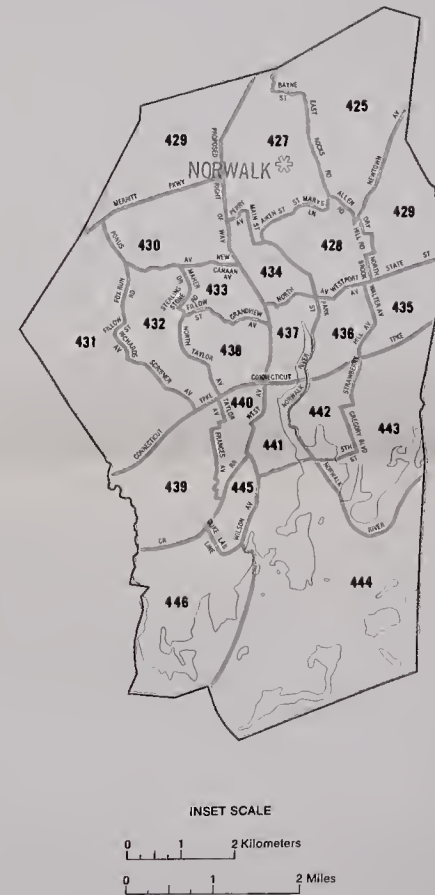 BAYNE
ST
425
EAST
429
PROPOSED
427
ROCKS
NEWTOWN
AV
NORWALK
RD
MERRITT
PKWY
RIGHT
ALLEN
RD
DRY
429
OF
PERRY
AV
MAIN ST
ST MARYS
LN
HILL RD
WAY
428
PONUS
430
NORTH
STATE
ST
AV
NEW
434
BROOK
WESTPORT
AV
CANAAN AV
FOX RUN
RD
STERLING
MAHER
RD
433
NORTH
AV
WALTER AV
435
STONE
FILLOW
ST
GRANDVIEW
AV
ST
PARK
432
431
FILLOW
ST
437
436
HILL AV
TPKE
RICHARDS
AV
NORTH
438
TAYLOR
STRAWBERRY
SCRIBNER
AV
AV
CONNECTICUT
RIVER
NORWALK
TPKE
440
AV
TAYLOR
WEST
442
443
AV
441
GREGORY BLVD
CONNECTICUT
FRANCES
AV
5TH
ST
NORWALK
439
RR
445
WILSON
AV
RIVER
CR
LINE
444
446
INSET SCALE
0 1 2 Kilometers
0 1 2 Miles